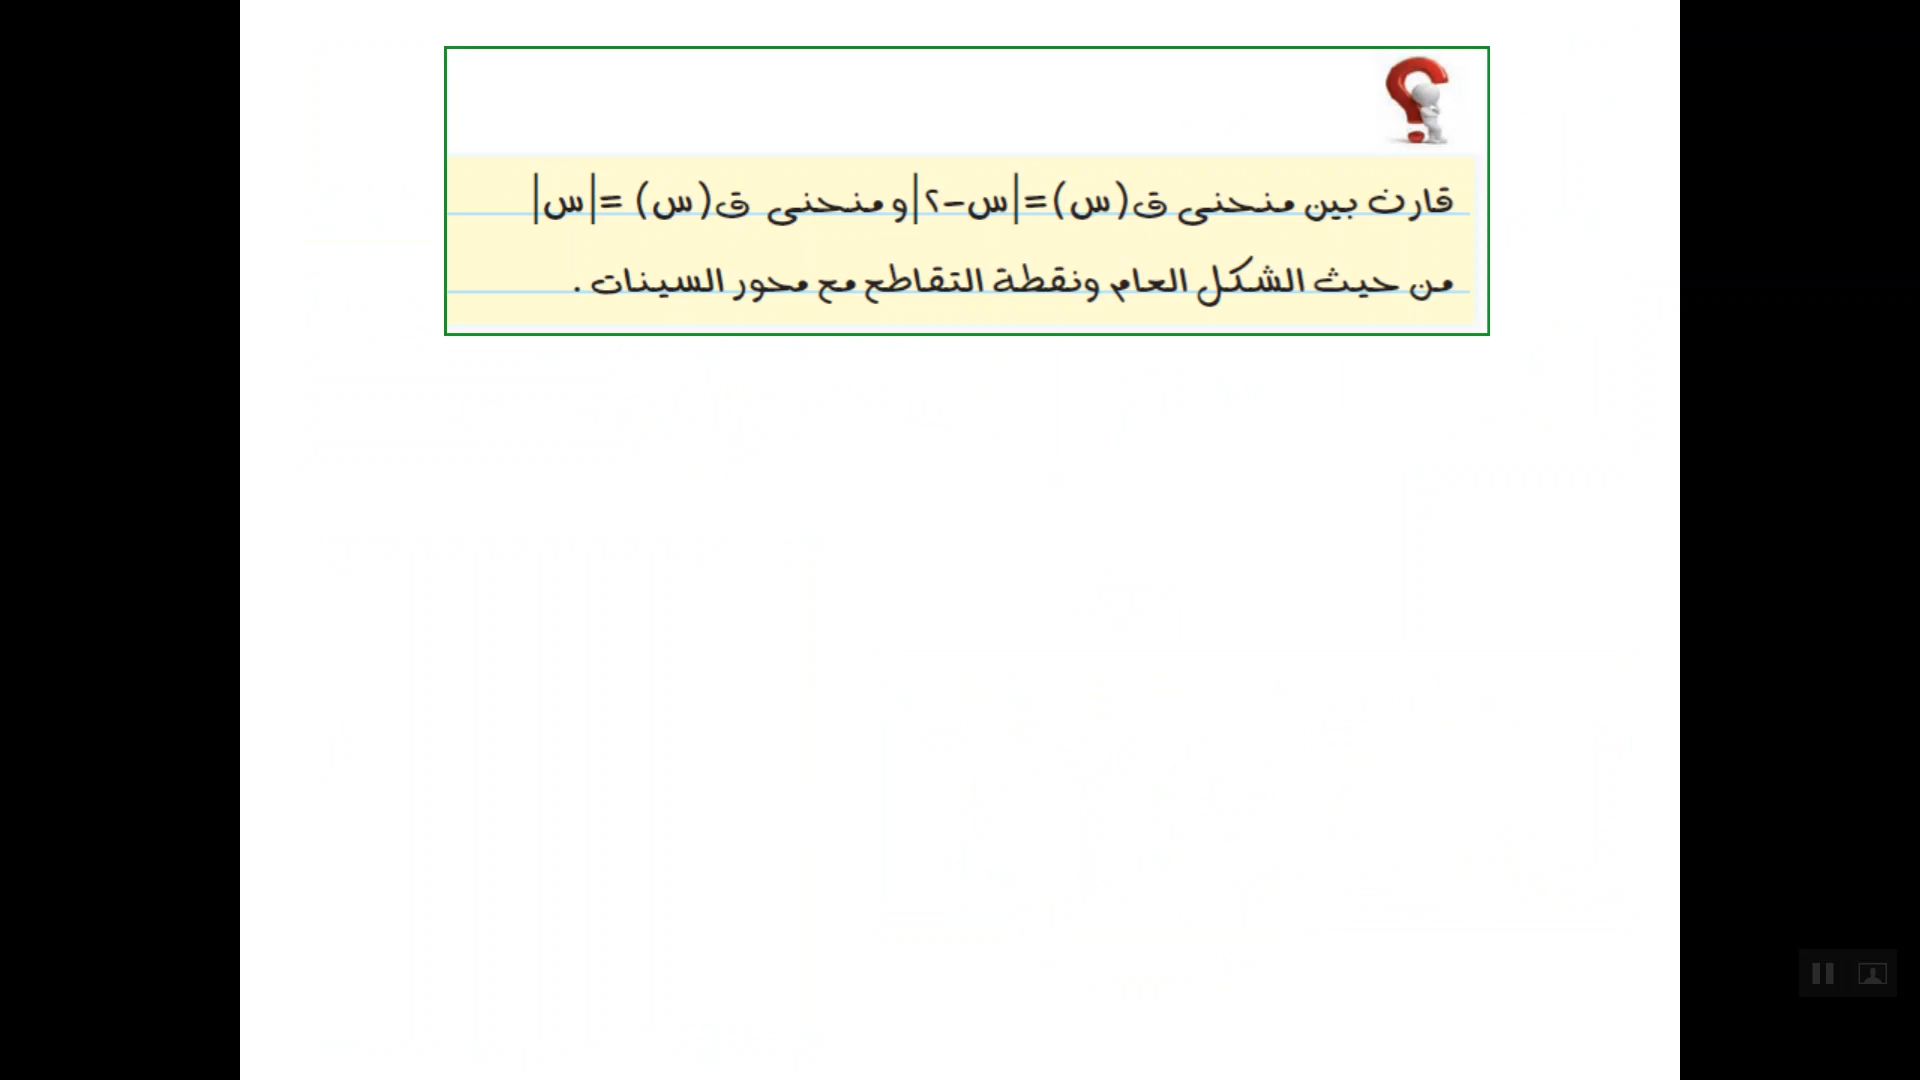 قارن بين منحنى ق(س)=|س-٢| و منحنى ق(س) =|س|
من حيث الشكل العام ونقطة التقاطع مع محور السينات .